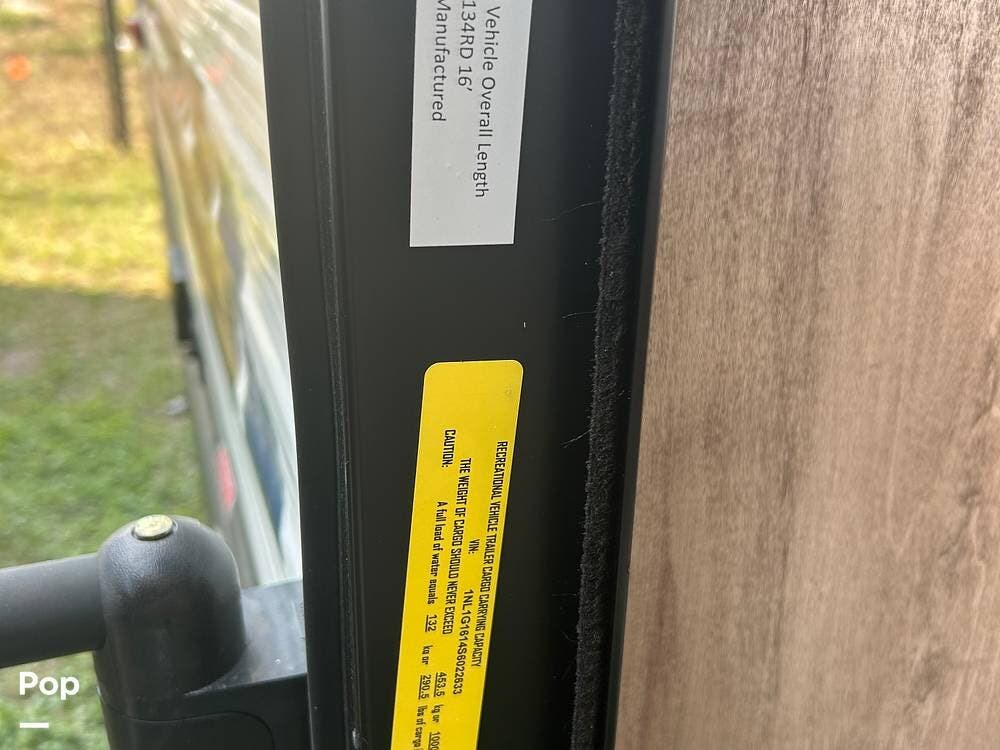 Vehicle Overall Length
134RD 16’
Manufactured
RECREATIONAL VEHICLE TRAILER CARGO CARRYING CAPACITY
VIN: 1NL1G1614S6022633
THE WEIGHT OF CARGO SHOULD NEVER EXCEED 453.5 kg or 1000
CAUTION: A full load of water equals 132 kg or 290.5 lbs of cargo
Pop